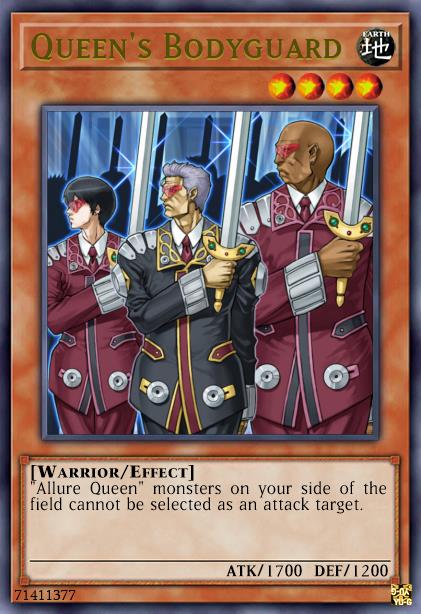 QUEEN'S BODYGUARD
EARTH
地
[WARRIOR/EFFECT]
"Allure Queen" monsters on your side of the
field cannot be selected as an attack target.
ATK/1700 DEF/1200
71411377